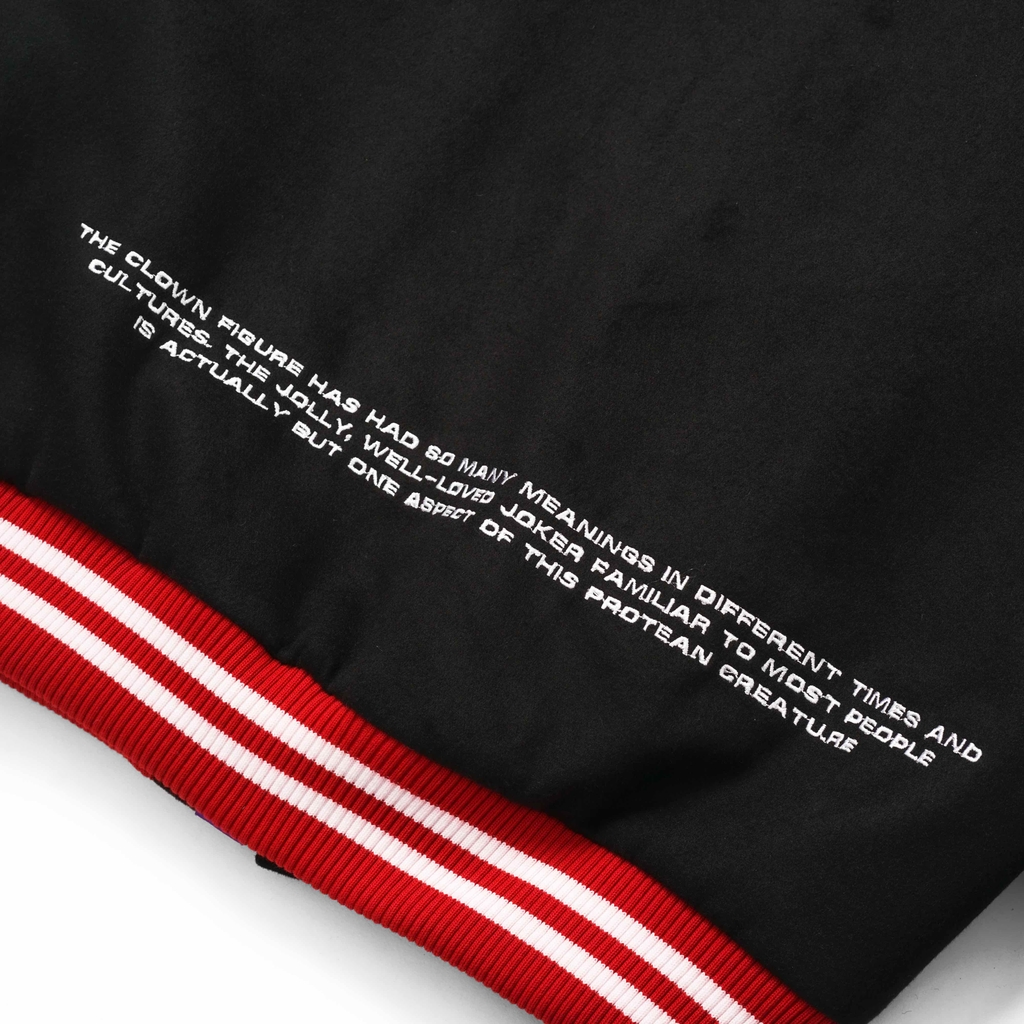 THE CLOWN FIGURE HAS HAD SO MANY MEANINGS IN DIFFERENT TIMES AND
CULTURES. THE JOLLY, WELL-LOVED JOKER FAMILIAR TO MOST PEOPLE
IS ACTUALLY BUT ONE ASPECT OF THIS PROTEAN CREATURE